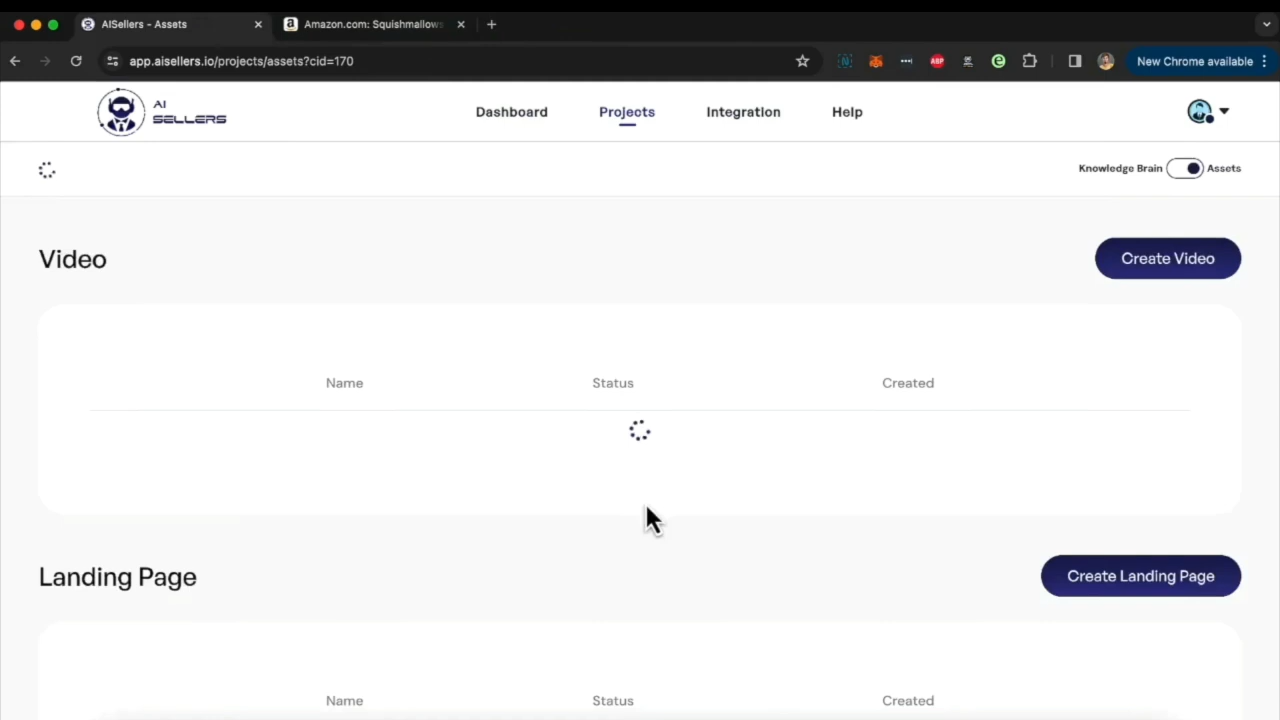 AISellers - Assets
Amazon.com: Squishmallows
app.aisellers.io/projects/assets?cid=170
ABP
New Chrome available
AI
SELLERS
Dashboard
Projects
Integration
Help
Knowledge Brain
Assets
Video
Create Video
Name
Status
Created
Landing Page
Create Landing Page
Name
Status
Created